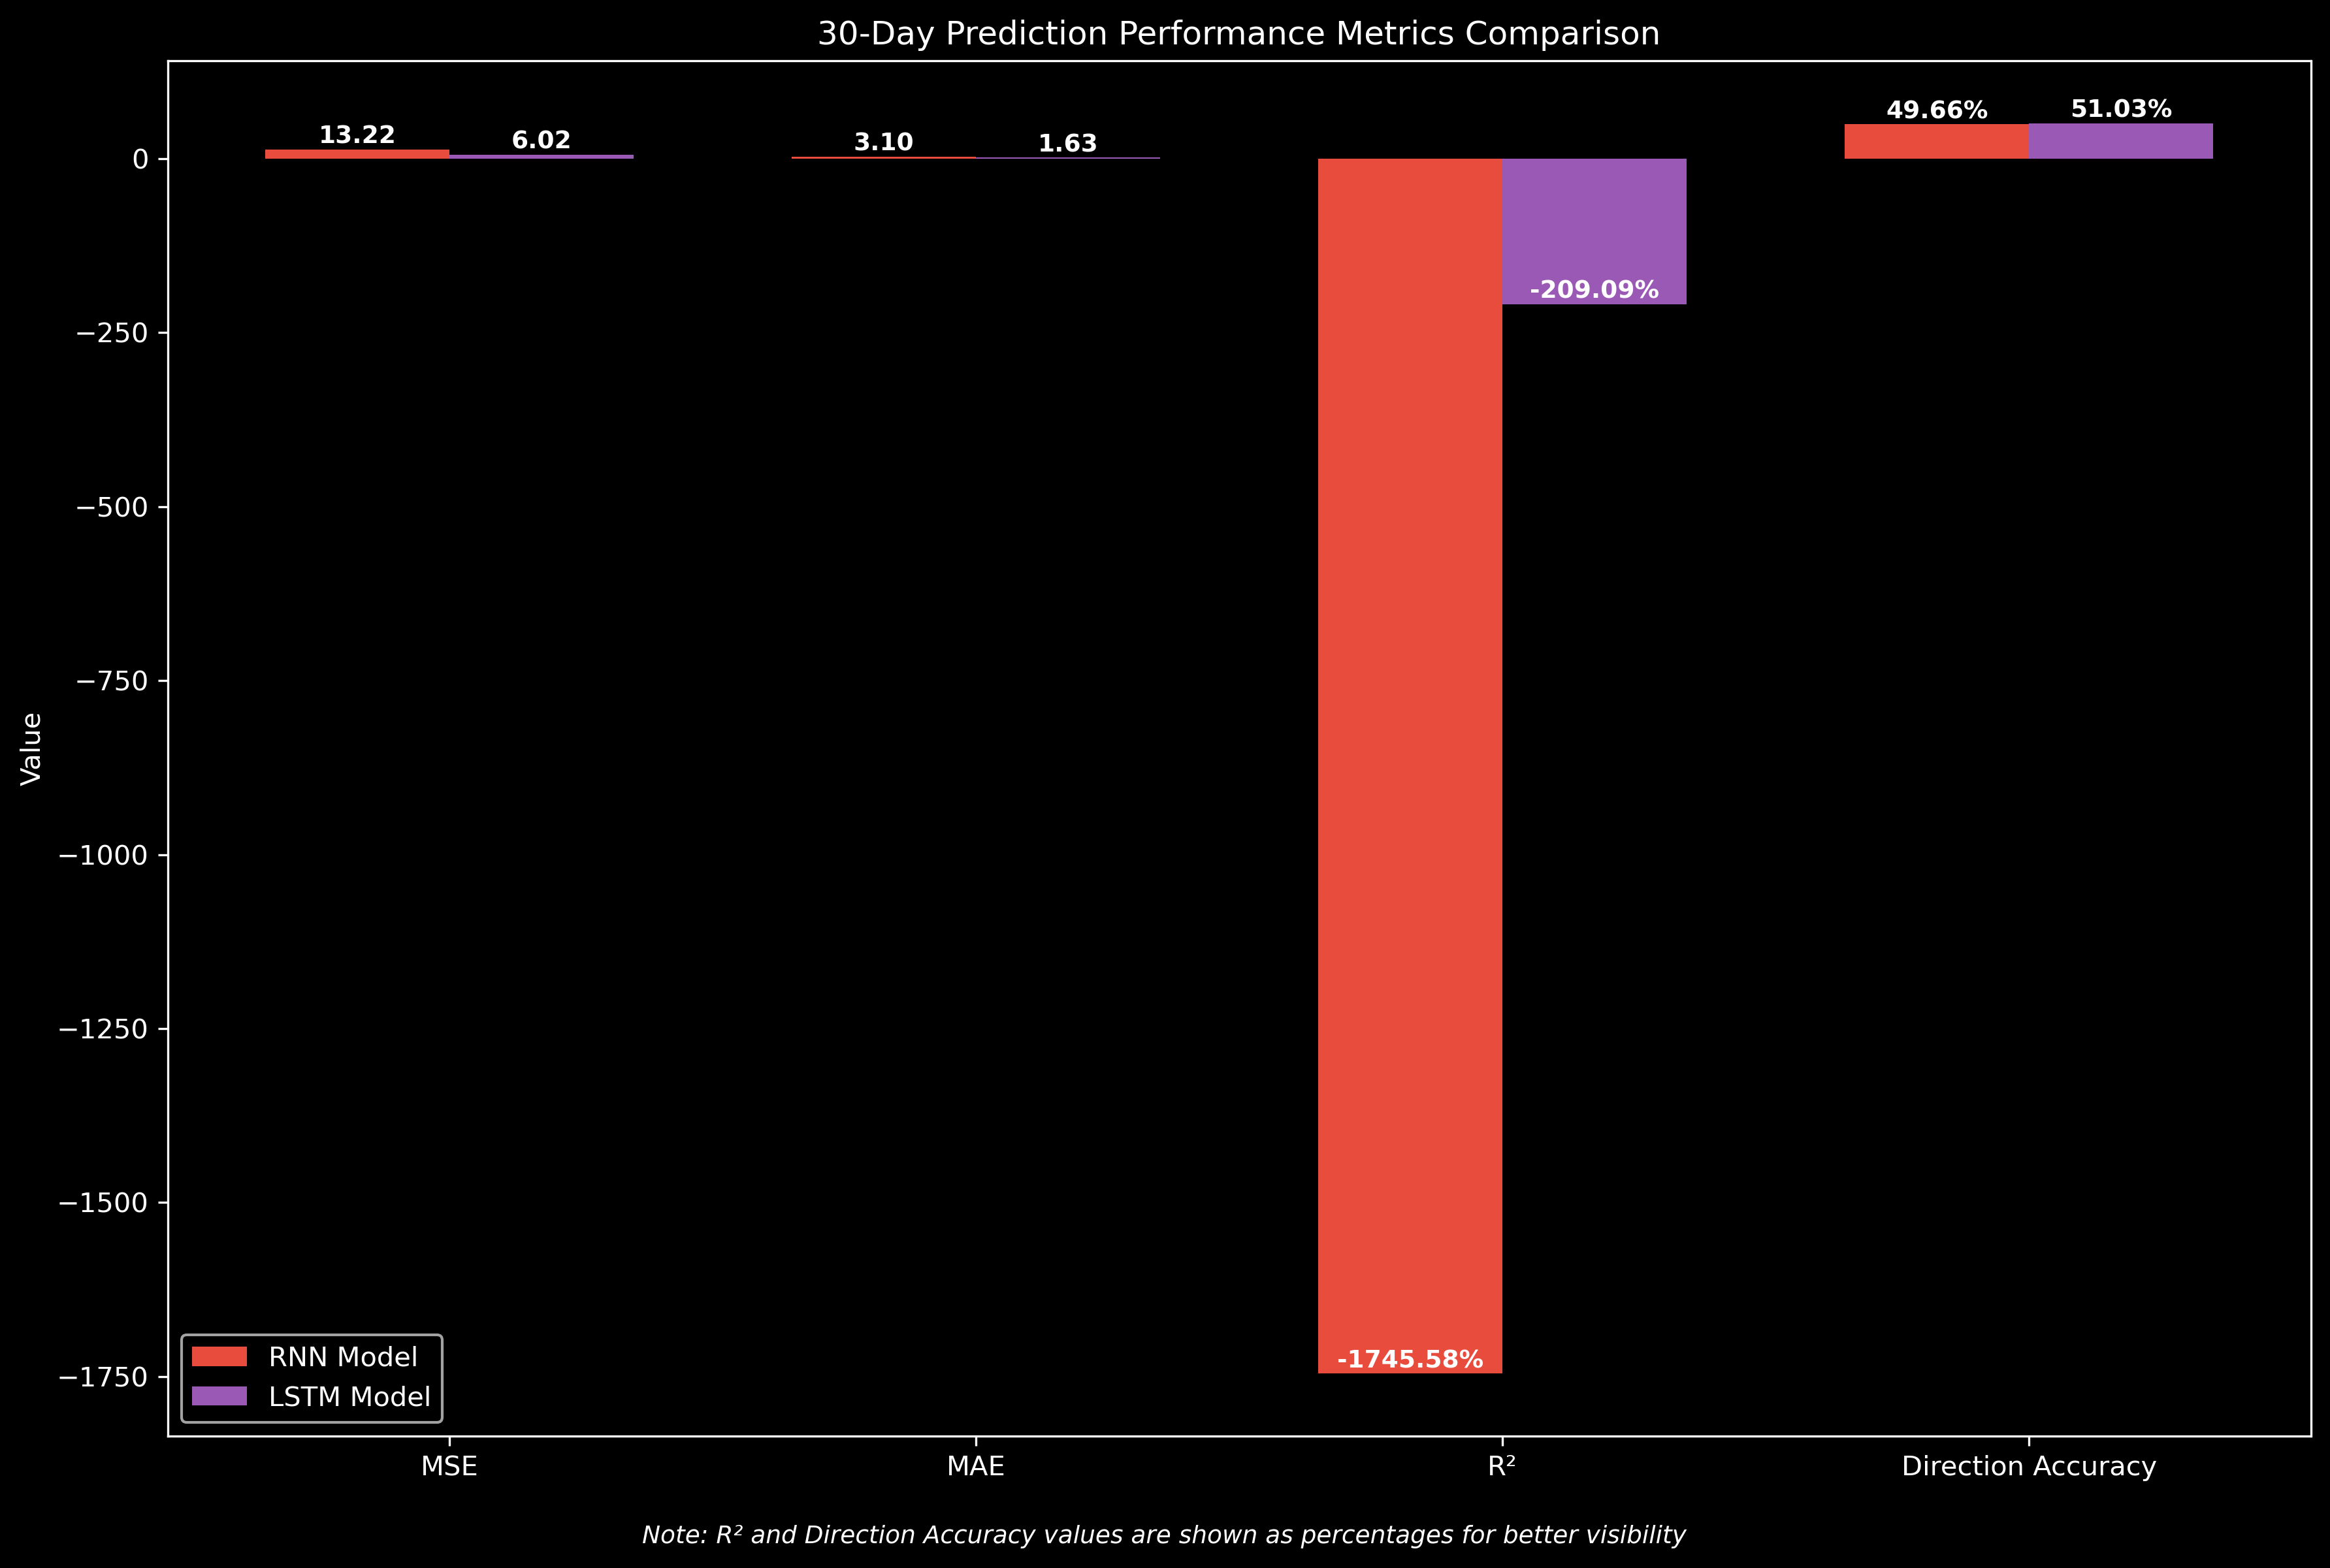 30-Day Prediction Performance Metrics Comparison
13.22
6.02
3.10
1.63
49.66%
51.03%
-209.09%
-1745.58%
Value
0
−250
−500
−750
−1000
−1250
−1500
−1750
RNN Model
LSTM Model
MSE
MAE
R²
Direction Accuracy
Note: R² and Direction Accuracy values are shown as percentages for better visibility